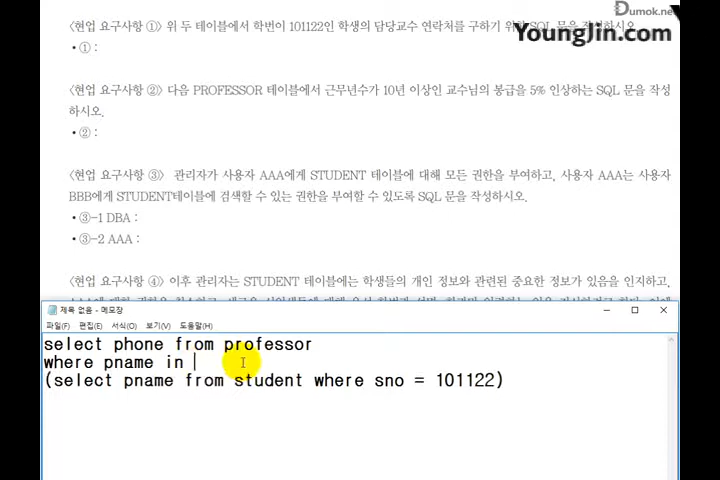 Dumok.ne
〈현업 요구사항 ①〉 위 두 테이블에서 학번이 101122인 학생의 담당교수 연락처를 구하기 위한 SQL 문을 작성하시오.
YoungJin.com
• ① :
〈현업 요구사항 ②〉 다음 PROFESSOR 테이블에서 근무년수가 10년 이상인 교수님의 봉급을 5% 인상하는 SQL 문을 작성
하시오.
• ② :
〈현업 요구사항 ③〉 관리자가 사용자 AAA에게 STUDENT 테이블에 대해 모든 권한을 부여하고, 사용자 AAA는 사용자
BBB에게 STUDENT테이블에 검색할 수 있는 권한을 부여할 수 있도록 SQL 문을 작성하시오.
• ③-1 DBA :
• ③-2 AAA :
〈현업 요구사항 ④〉 이후 관리자는 STUDENT 테이블에는 학생들의 개인 정보와 관련된 중요한 정보가 있음을 인지하고,
제목 없음 - 메모장
파일(F) 편집(E) 서식(O) 보기(V) 도움말(H)
select phone from professor
where pname in
(select pname from student where sno = 101122)